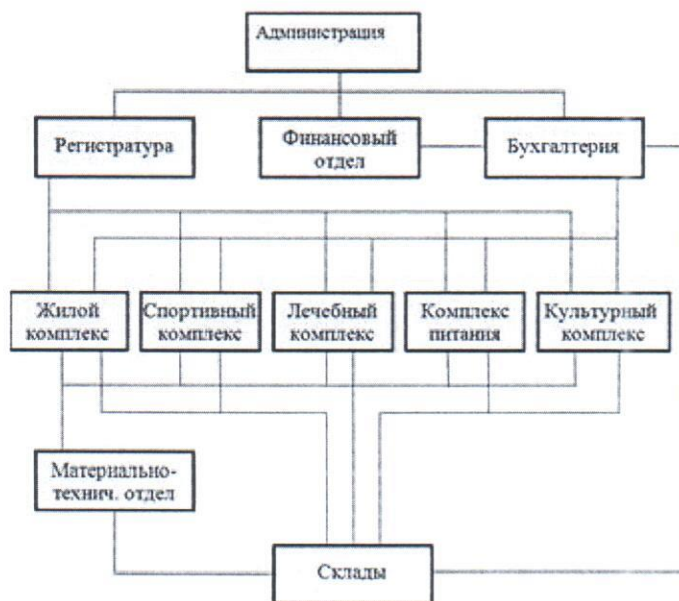 Администрация
Регистратура
Финансовый
отдел
Бухгалтерия
Жилой
комплекс
Спортивный
комплекс
Лечебный
комплекс
Комплекс
питания
Культурный
комплекс
Материально-
технич. отдел
Склады